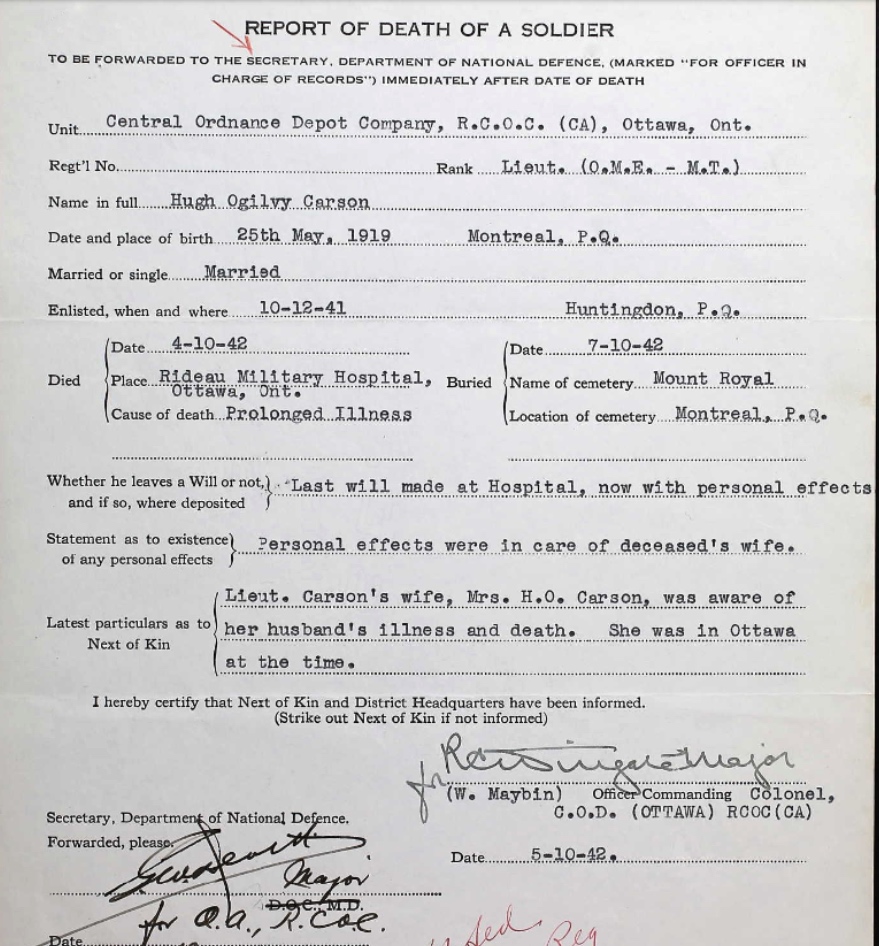 REPORT OF DEATH OF A SOLDIER
TO BE FORWARDED TO THE SECRETARY, DEPARTMENT OF NATIONAL DEFENCE, (MARKED "FOR OFFICER IN
CHARGE OF RECORDS") IMMEDIATELY AFTER DATE OF DEATH
Unit Central Ordnance Depot Company, R.C.O.C. (CA), Ottawa, Ont.
Regt'l No. Rank Lieut. (O.M.E. - M.T.)
Name in full Hugh Ogilvy Carson
Date and place of birth 25th May, 1919 Montreal, P.Q.
Married or single Married
Enlisted, when and where 10-12-41 Huntingdon, P.Q.
Died
Date 4-10-42
Place Rideau Military Hospital,
Ottawa, Ont.
Cause of death Prolonged Illness
Buried
Date 7-10-42
Name of cemetery Mount Royal
Location of cemetery Montreal, P.Q.
Whether he leaves a Will or not, Last will made at Hospital, now with personal effects
and if so, where deposited
Statement as to existence Personal effects were in care of deceased's wife.
of any personal effects
Latest particulars as to
Next of Kin
Lieut. Carson's wife, Mrs. H.O. Carson, was aware of
her husband's illness and death. She was in Ottawa
at the time.
I hereby certify that Next of Kin and District Headquarters have been informed.
(Strike out Next of Kin if not informed)
for Major
(W. Maybin) Officer Commanding Colonel,
C.O.D. (OTTAWA) RCOC(CA)
Secretary, Department of National Defence.
Forwarded, please.
Date 5-10-42.
Major
D.O.C., M.D.
for
Date